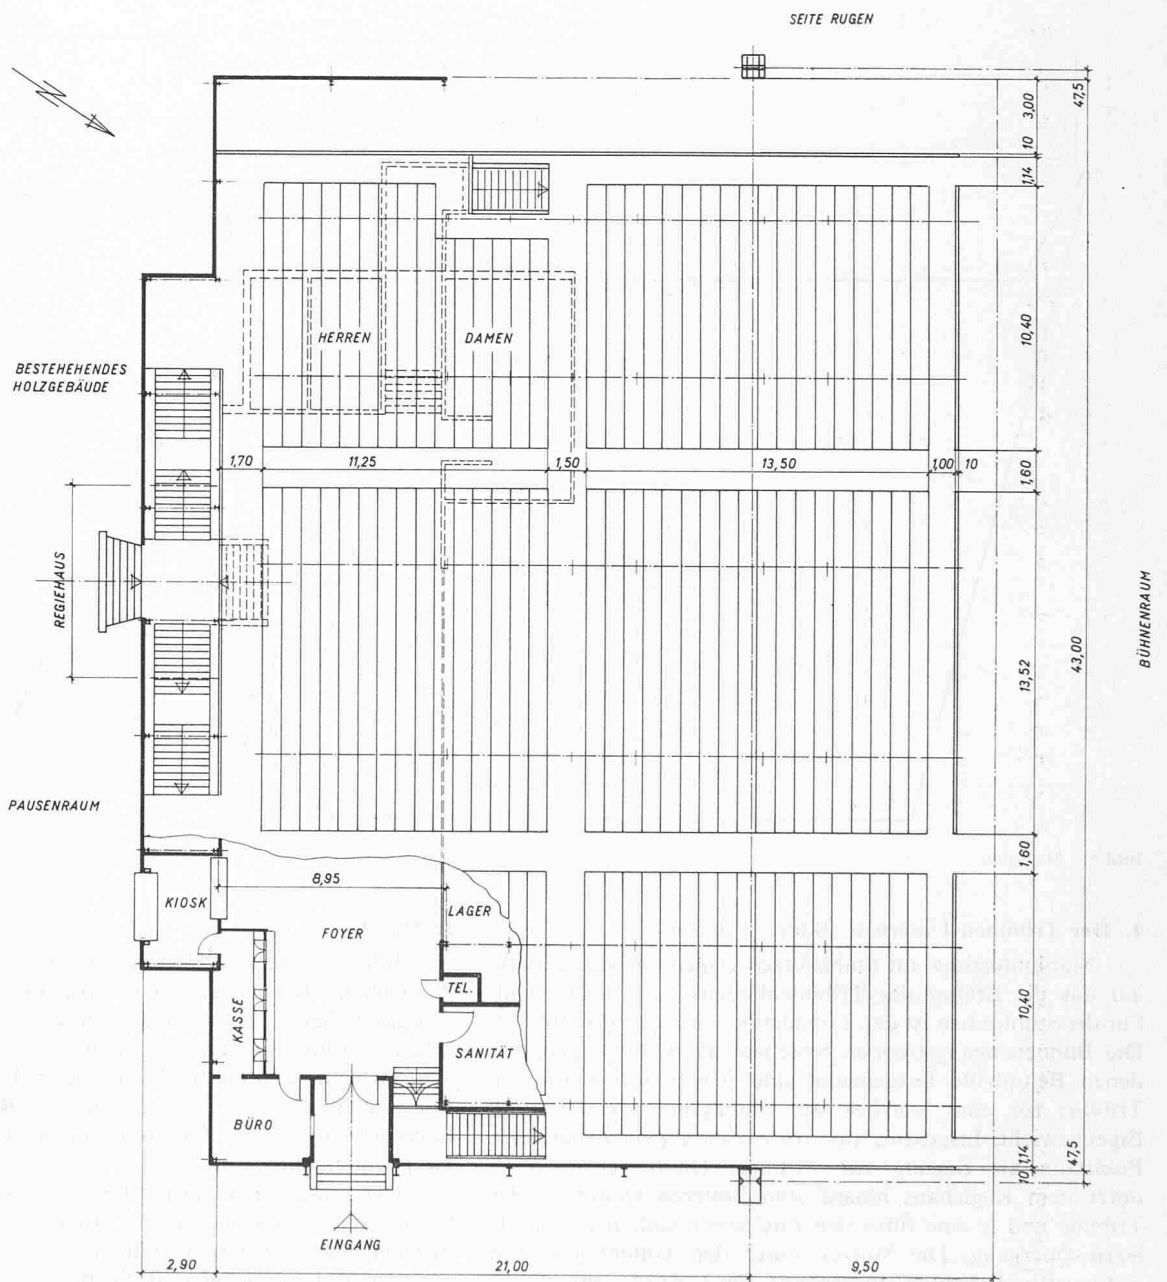 SEITE RUGEN
N
47,5
3,00
10
1,14
HERREN
DAMEN
10,40
BESTEHEHENDES
HOLZGEBÄUDE
1,70
11,25
1,50
13,50
1,00
10
1,60
REGIEHAUS
BÜHNENRAUM
43,00
13,52
PAUSENRAUM
1,60
8,95
KIOSK
LAGER
FOYER
TEL.
KASSE
10,40
SANITÄT
BÜRO
1,14
10
47,5
EINGANG
2,90
21,00
9,50